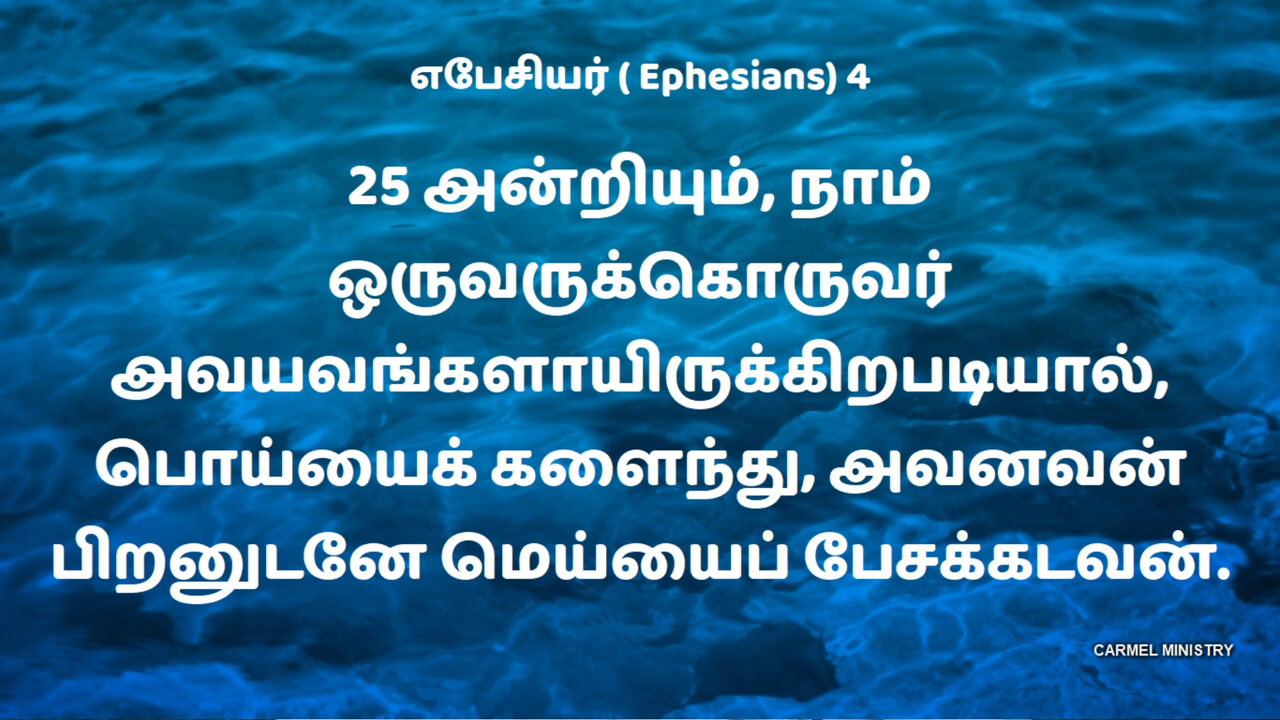 எபேசியர் ( Ephesians) 4
25 அன்றியும், நாம்
ஒருவருக்கொருவர்
அவயவங்களாயிருக்கிறபடியால்,
பொய்யைக் களைந்து, அவனவன்
பிறனுடனே மெய்யைப் பேசக்கடவன்.
CARMEL MINISTRY